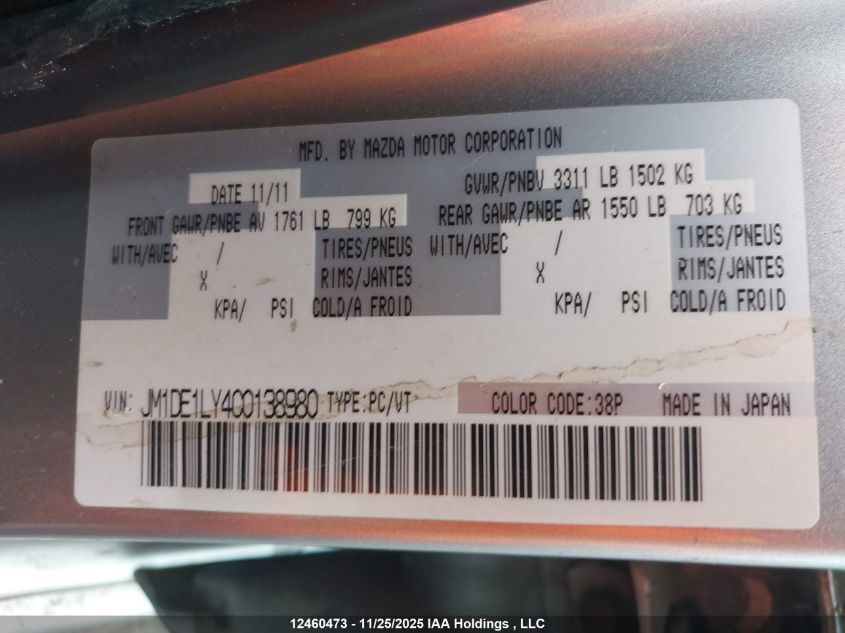 MFD. BY MAZDA MOTOR CORPORATION
DATE 11/11 GVWR/PNBV 3311 LB 1502 KG
FRONT GAWR/PNBE AV 1761 LB 799 KG REAR GAWR/PNBE AR 1550 LB 703 KG
WITH/AVEC / TIRES/PNEUS WITH/AVEC / TIRES/PNEUS
X RIMS/JANTES X RIMS/JANTES
KPA/ PSI COLD/A FROID KPA/ PSI COLD/A FROID
VIN: JM1DE1LY4C0138980 TYPE:PC/VT COLOR CODE:38P MADE IN JAPAN
12460473 - 11/25/2025 IAA Holdings , LLC